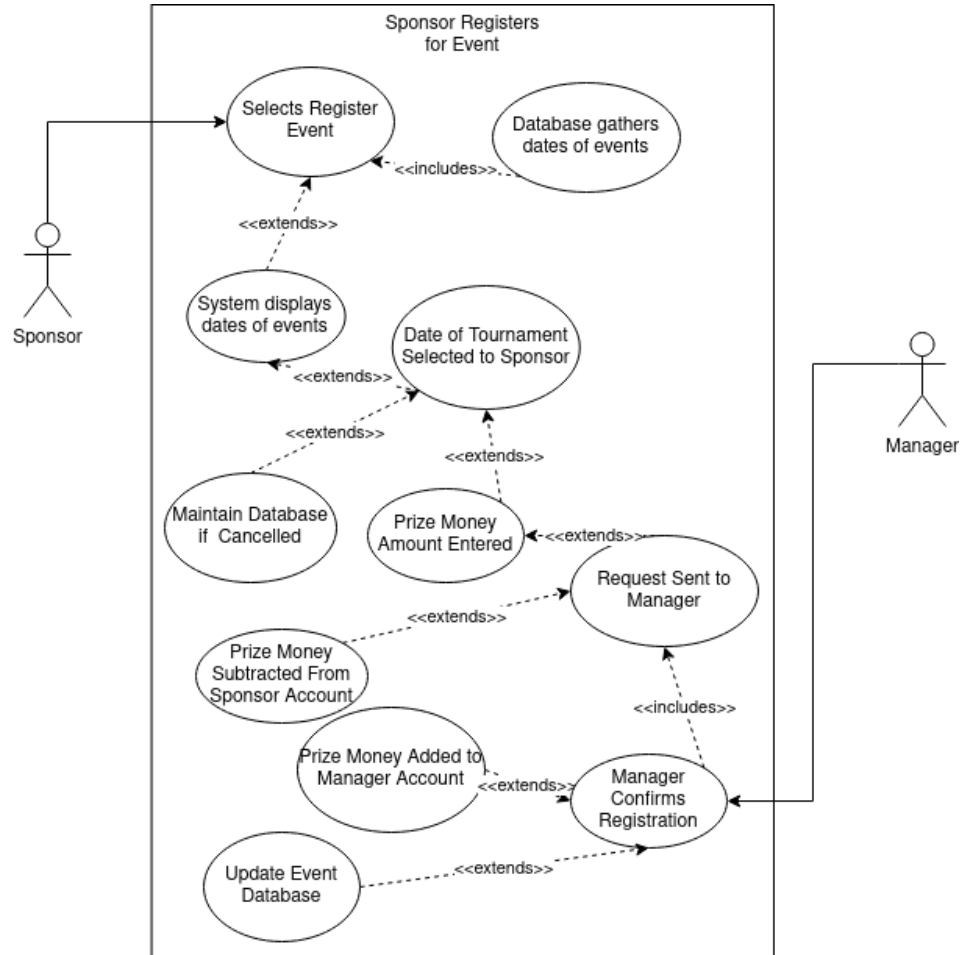 Sponsor Registers
for Event
Selects Register
Event
Database gathers
dates of events
<<includes>>
<<extends>>
System displays
dates of events
Sponsor
Date of Tournament
Selected to Sponsor
<<extends>>
<<extends>>
Manager
<<extends>>
Maintain Database
if Cancelled
Prize Money
Amount Entered
<<extends>>
Request Sent to
Manager
<<extends>>
Prize Money
Subtracted From
Sponsor Account
<<includes>>
Prize Money Added to
Manager Account
<<extends>>
Manager
Confirms
Registration
Update Event
Database
<<extends>>